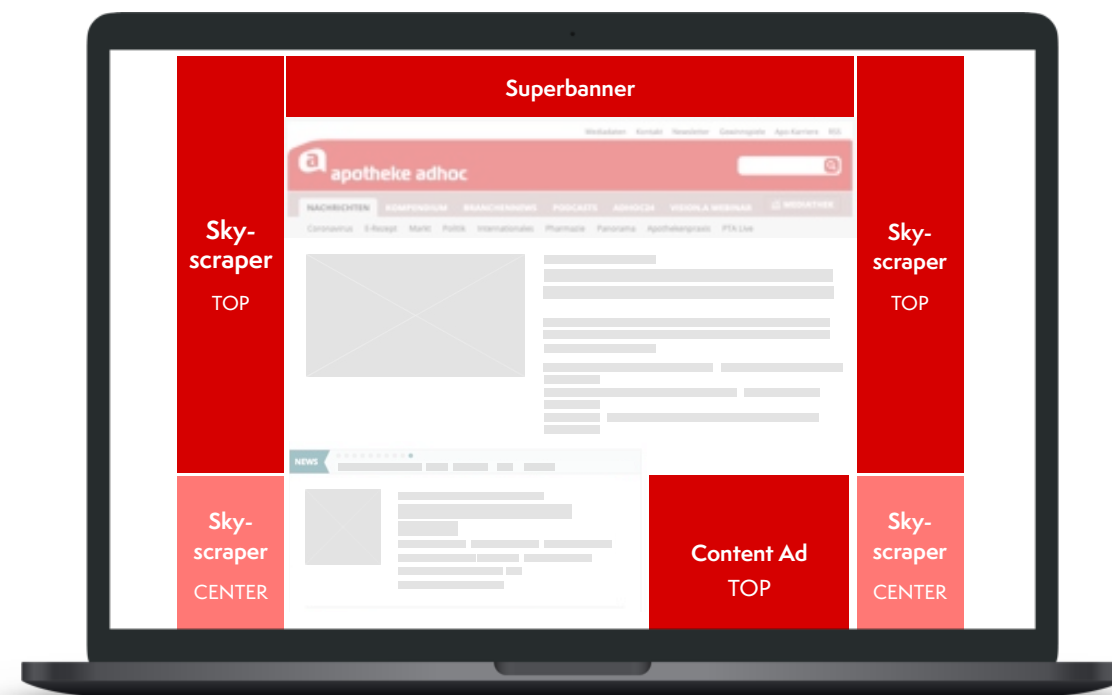 Superbanner
Mediadaten Kontakt Newsletter Gewinnspiele Apo.Karriere RSS
a apotheke adhoc
NACHRICHTEN KOMPENDIUM BRANCHENNEWS PODCASTS ADHOC24 VISION.A WEBINAR MEDIATHEK
Coronavirus E-Rezept Markt Politik Internationales Pharmazie Panorama Apothekenpraxis PTA Live
Sky-
scraper
TOP
Sky-
scraper
TOP
NEWS
Sky-
scraper
CENTER
Content Ad
TOP
Sky-
scraper
CENTER